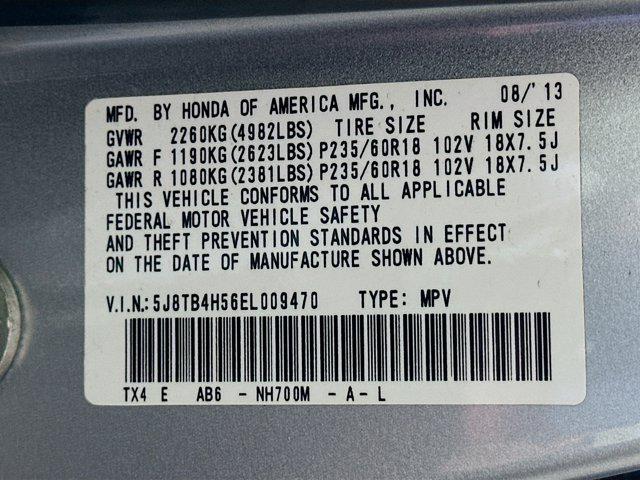 MFD. BY HONDA OF AMERICA MFG., INC. 08/'13
GVWR 2260KG(4982LBS) TIRE SIZE RIM SIZE
GAWR F 1190KG(2623LBS) P235/60R18 102V 18X7.5J
GAWR R 1080KG(2381LBS) P235/60R18 102V 18X7.5J
THIS VEHICLE CONFORMS TO ALL APPLICABLE
FEDERAL MOTOR VEHICLE SAFETY
AND THEFT PREVENTION STANDARDS IN EFFECT
ON THE DATE OF MANUFACTURE SHOWN ABOVE.
V.I.N.:5J8TB4H56EL009470 TYPE: MPV
TX4 E AB6 - NH700M - A - L